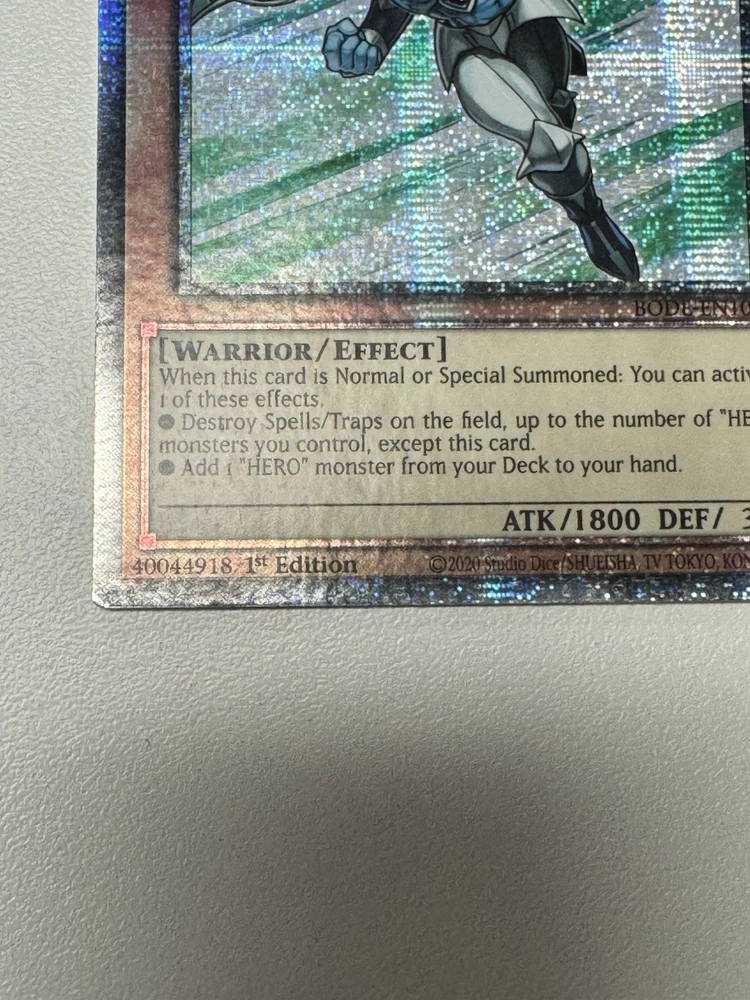 BODE-EN10
[WARRIOR/EFFECT]
When this card is Normal or Special Summoned: You can activ
1 of these effects.
● Destroy Spells/Traps on the field, up to the number of "HE
monsters you control, except this card.
● Add 1 "HERO" monster from your Deck to your hand.
ATK/1800 DEF/ 3
40044918 1st Edition ©2020 Studio Dice/SHUEISHA, TV TOKYO, KON